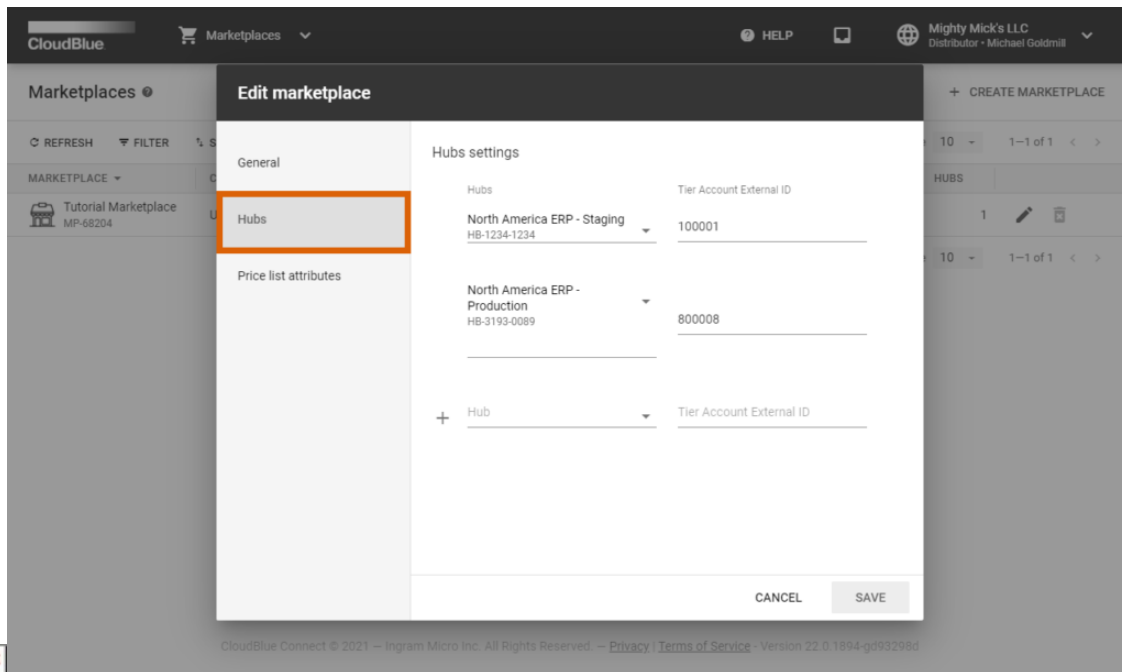 CloudBlue
Marketplaces
HELP
Mighty Mick's LLC
Distributor • Michael Goldmill
Marketplaces
Edit marketplace
+ CREATE MARKETPLACE
REFRESH
FILTER
10
1—1 of 1
MARKETPLACE
HUBS
Tutorial Marketplace
MP-68204
1
10
1—1 of 1
General
Hubs
Price list attributes
Hubs settings
Hubs
Tier Account External ID
North America ERP - Staging
HB-1234-1234
100001
North America ERP -
Production
HB-3193-0089
800008
+
Hub
Tier Account External ID
CANCEL
SAVE
CloudBlue Connect © 2021 — Ingram Micro Inc. All Rights Reserved. — Privacy | Terms of Service - Version 22.0.1894-gd93298d